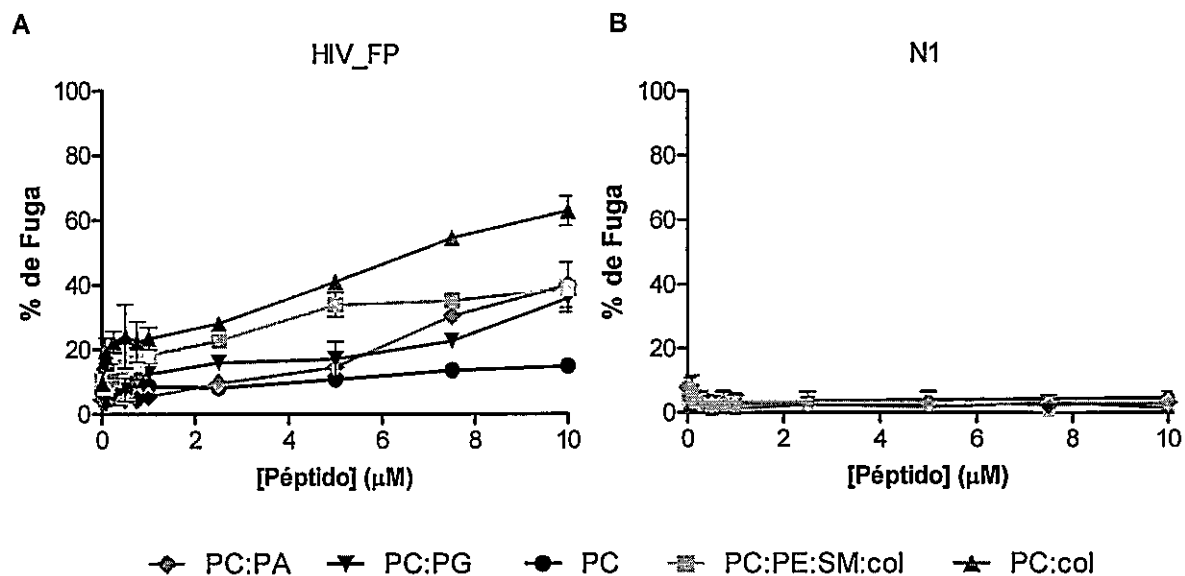 A
HIV_FP
% de Fuga
100
80
60
40
20
0
0 2 4 6 8 10
[Péptido] (µM)
B
N1
% de Fuga
100
80
60
40
20
0
0 2 4 6 8 10
[Péptido] (µM)
PC:PA PC:PG PC PC:PE:SM:col PC:col